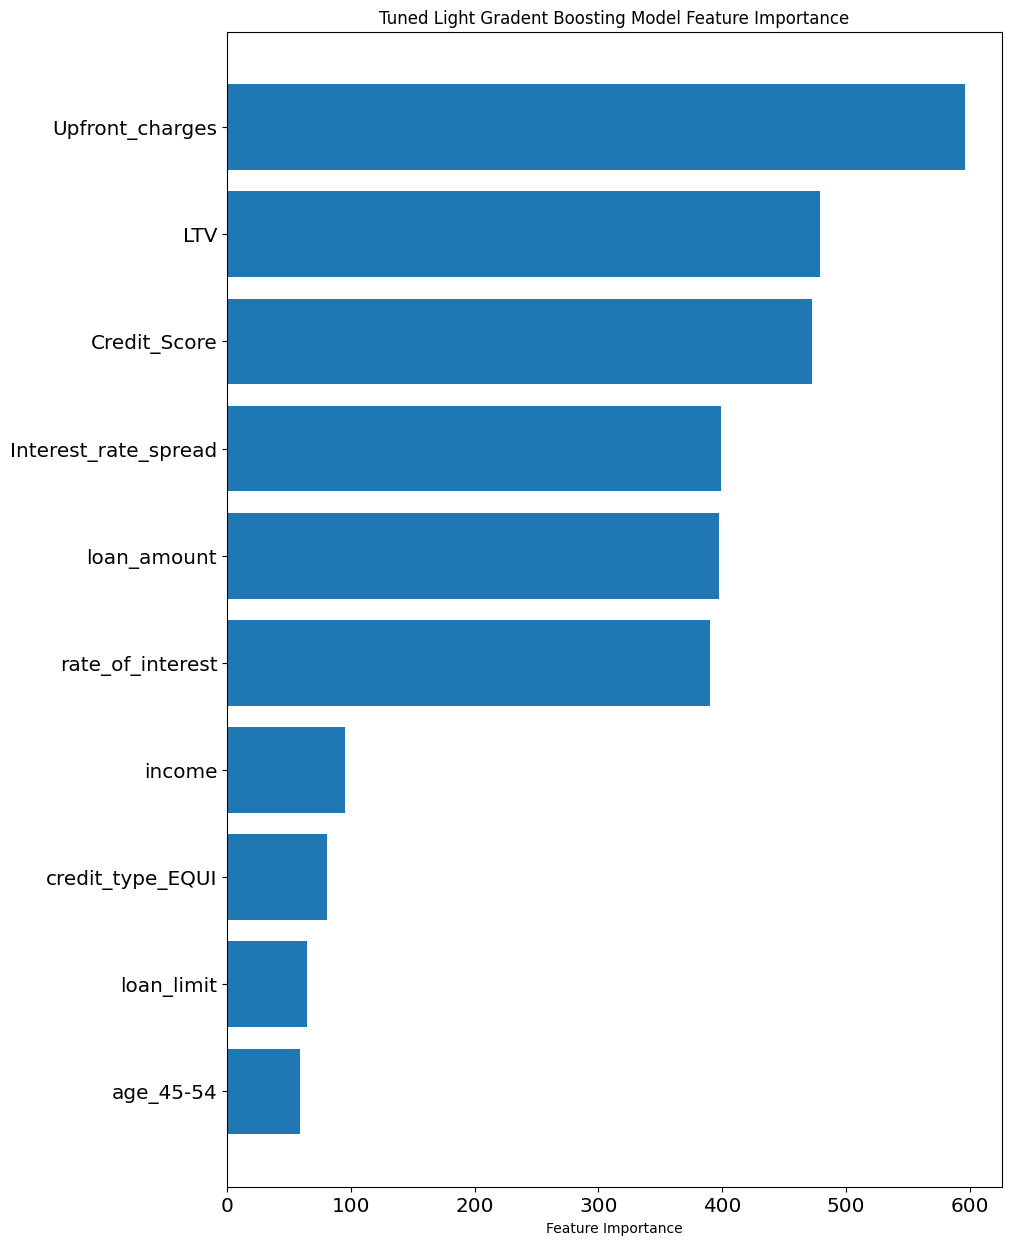 Tuned Light Gradent Boosting Model Feature Importance
Upfront_charges
LTV
Credit_Score
Interest_rate_spread
loan_amount
rate_of_interest
income
credit_type_EQUI
loan_limit
age_45-54
0 100 200 300 400 500 600
Feature Importance